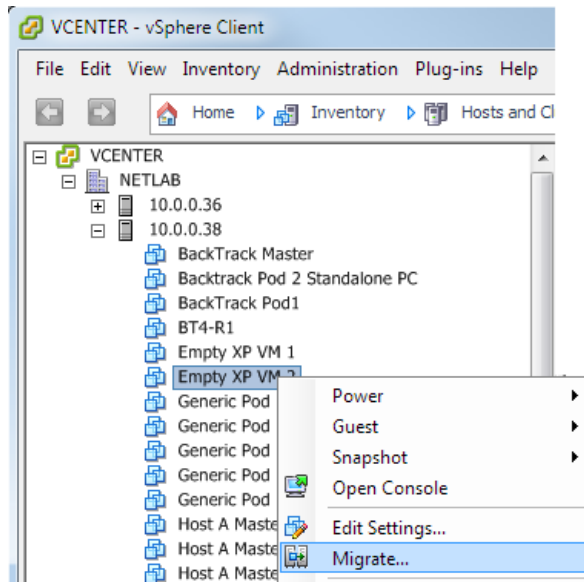 VCENTER - vSphere Client
File Edit View Inventory Administration Plug-ins Help
Home Inventory Hosts and Cl
VCENTER
NETLAB
10.0.0.36
10.0.0.38
BackTrack Master
Backtrack Pod 2 Standalone PC
BackTrack Pod1
BT4-R1
Empty XP VM 1
Empty XP VM 2
Generic Pod
Generic Pod
Generic Pod
Generic Pod
Generic Pod
Host A Maste
Host A Maste
Host A Maste
Power
Guest
Snapshot
Open Console
Edit Settings...
Migrate...